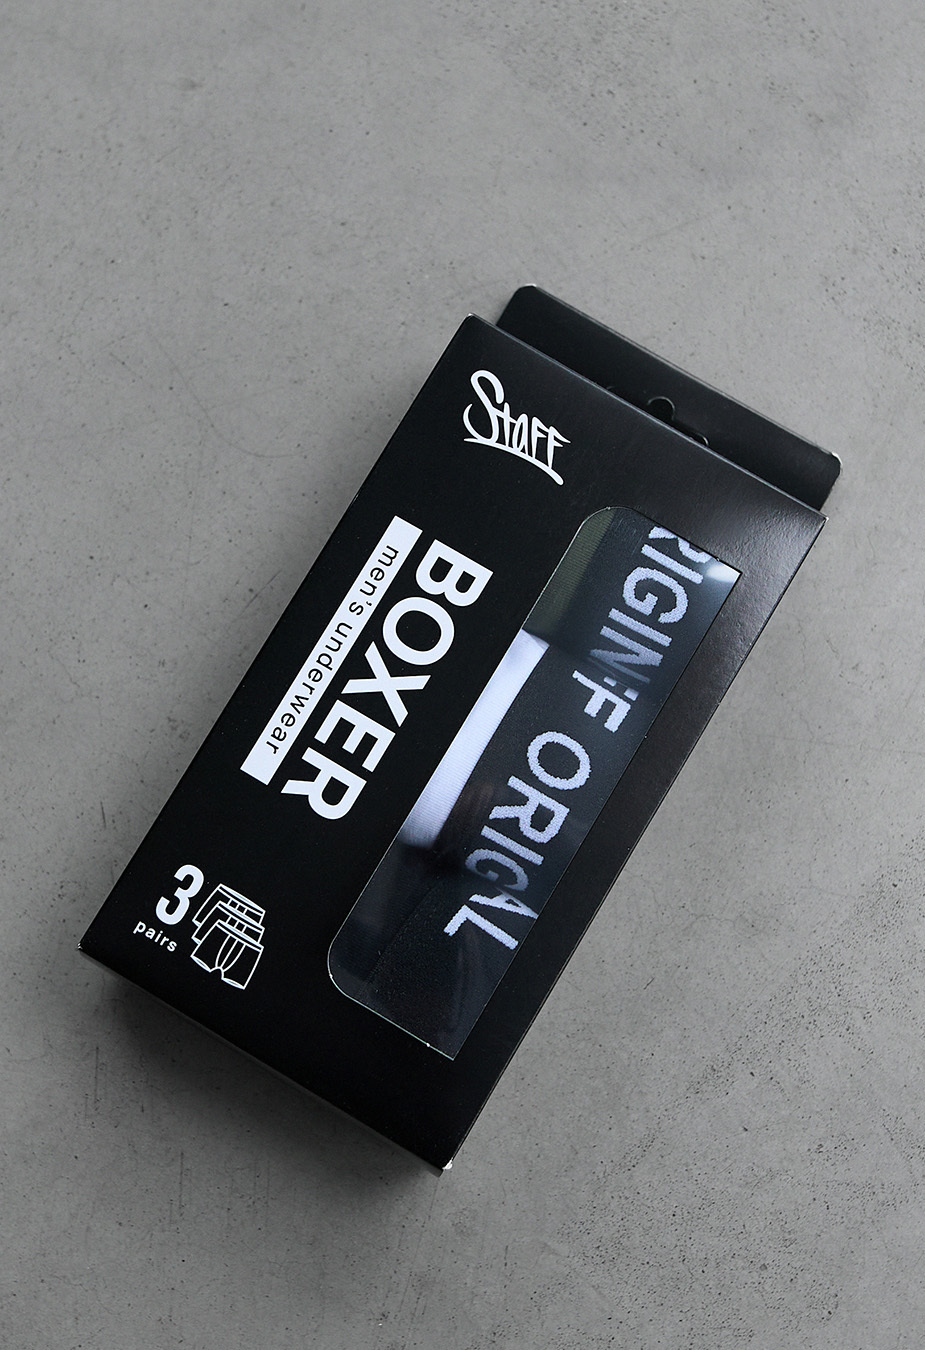 Staff
BOXER
men's underwear
RIGIN F ORIGAL
3
pairs